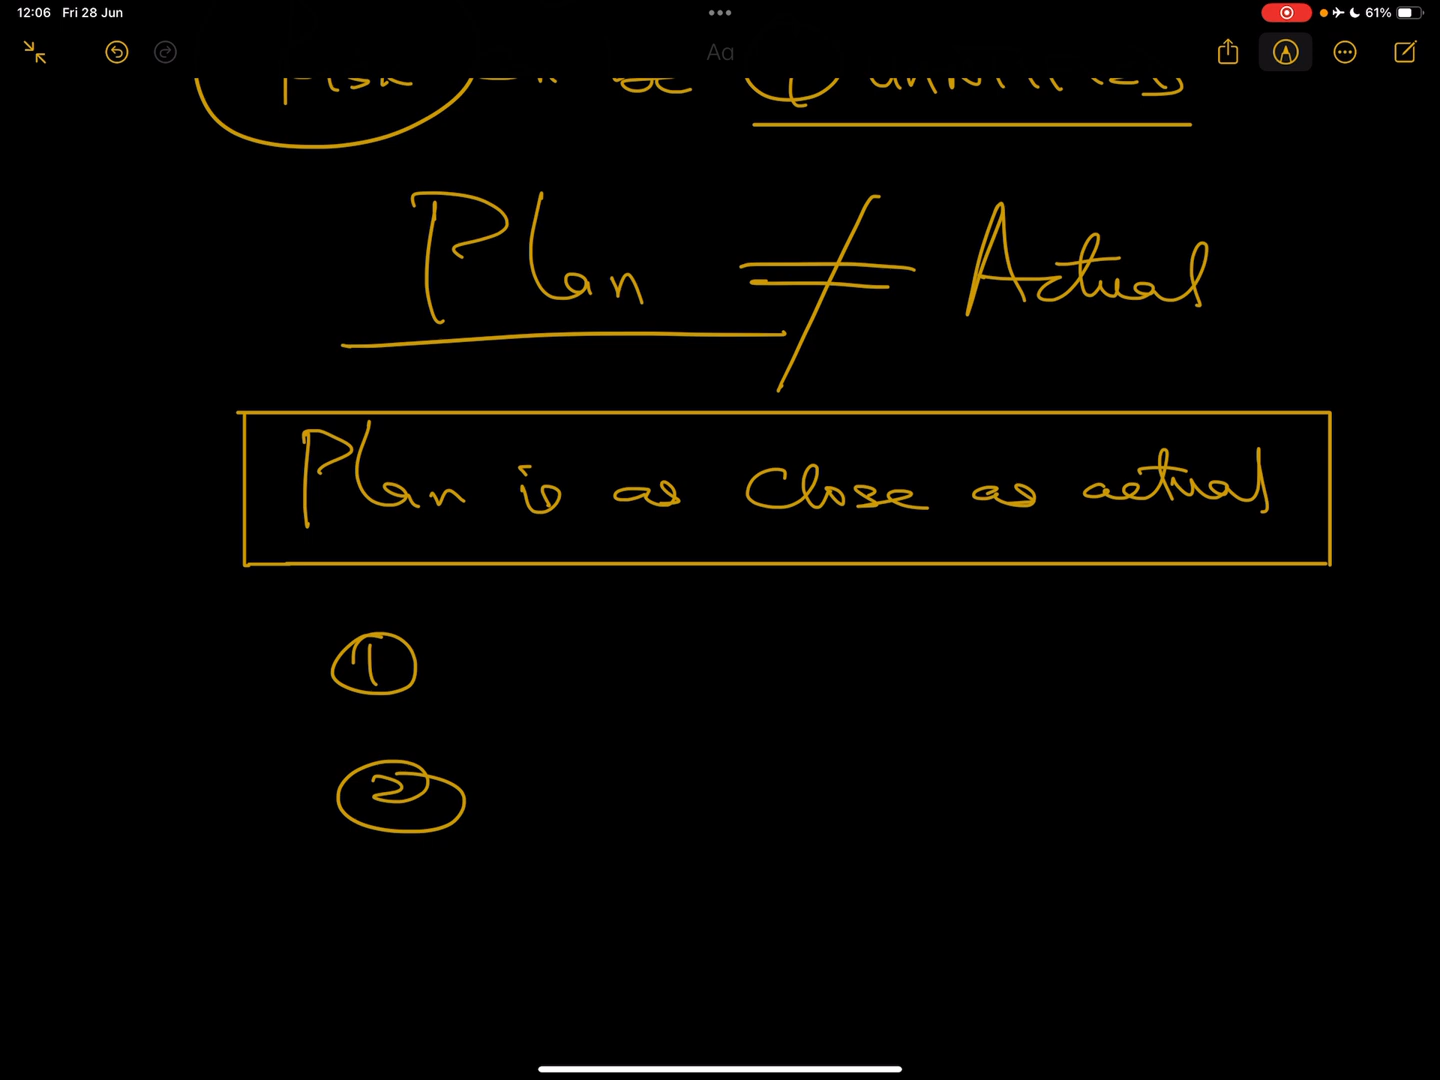 12:06 Fri 28 Jun 61%
Aa
Plan ≠ Actual
Plan is as close as actual
1
2